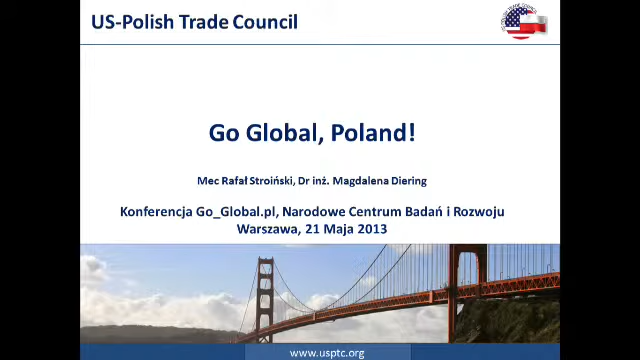 US-Polish Trade Council
Go Global, Poland!
Mec Rafał Stroiński, Dr inż. Magdalena Diering
Konferencja Go_Global.pl, Narodowe Centrum Badań i Rozwoju
Warszawa, 21 Maja 2013
www.usptc.org